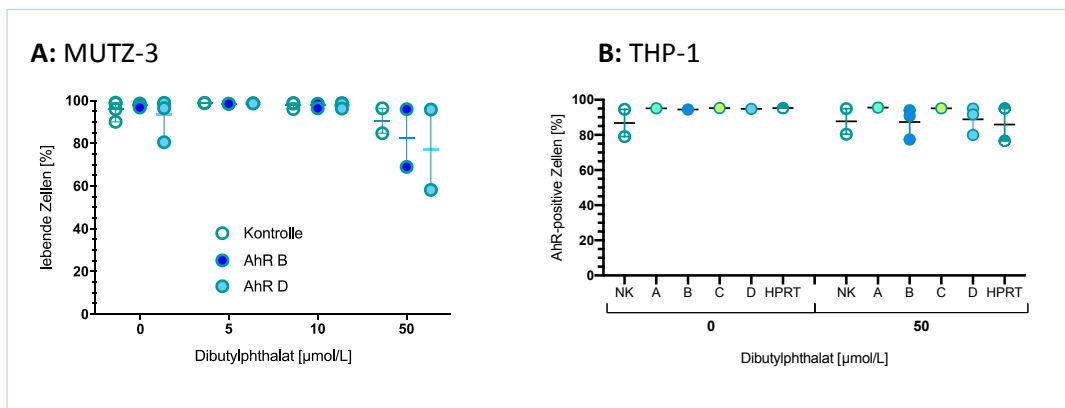 A: MUTZ-3
lebende Zellen [%]
100
80
60
40
20
0
Kontrolle
AhR B
AhR D
0 5 10 50
Dibutylphthalat [µmol/L]
B: THP-1
AhR-positive Zellen [%]
100
80
60
40
20
0
NK A B C D HPRT NK A B C D HPRT
0 50
Dibutylphthalat [µmol/L]